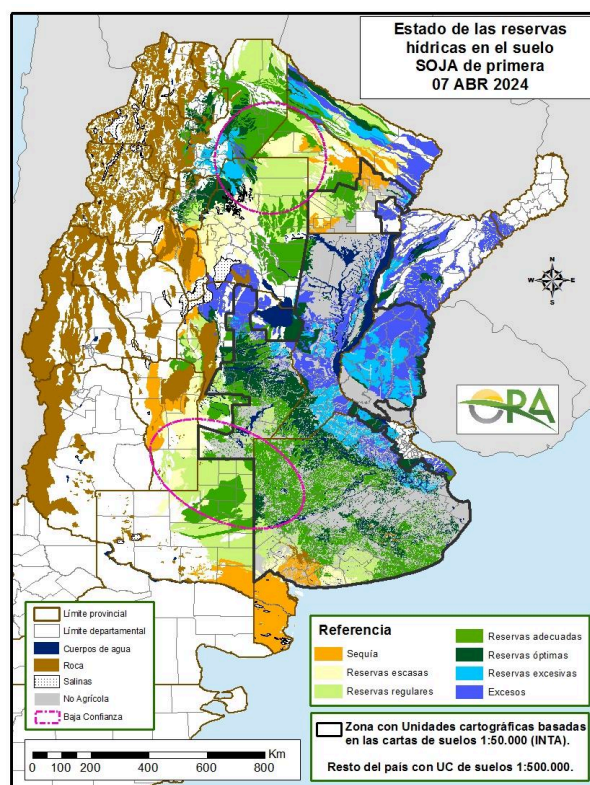 Estado de las reservas
hídricas en el suelo
SOJA de primera
07 ABR 2024
N
W E
S
ORA
Límite provincial
Límite departamental
Cuerpos de agua
Roca
Salinas
No Agrícola
Baja Confianza
Referencia
Sequía
Reservas escasas
Reservas regulares
Reservas adecuadas
Reservas óptimas
Reservas excesivas
Excesos
Zona con Unidades cartográficas basadas
en las cartas de suelos 1:50.000 (INTA).
Resto del país con UC de suelos 1:500.000.
Km
0 100 200 400 600 800